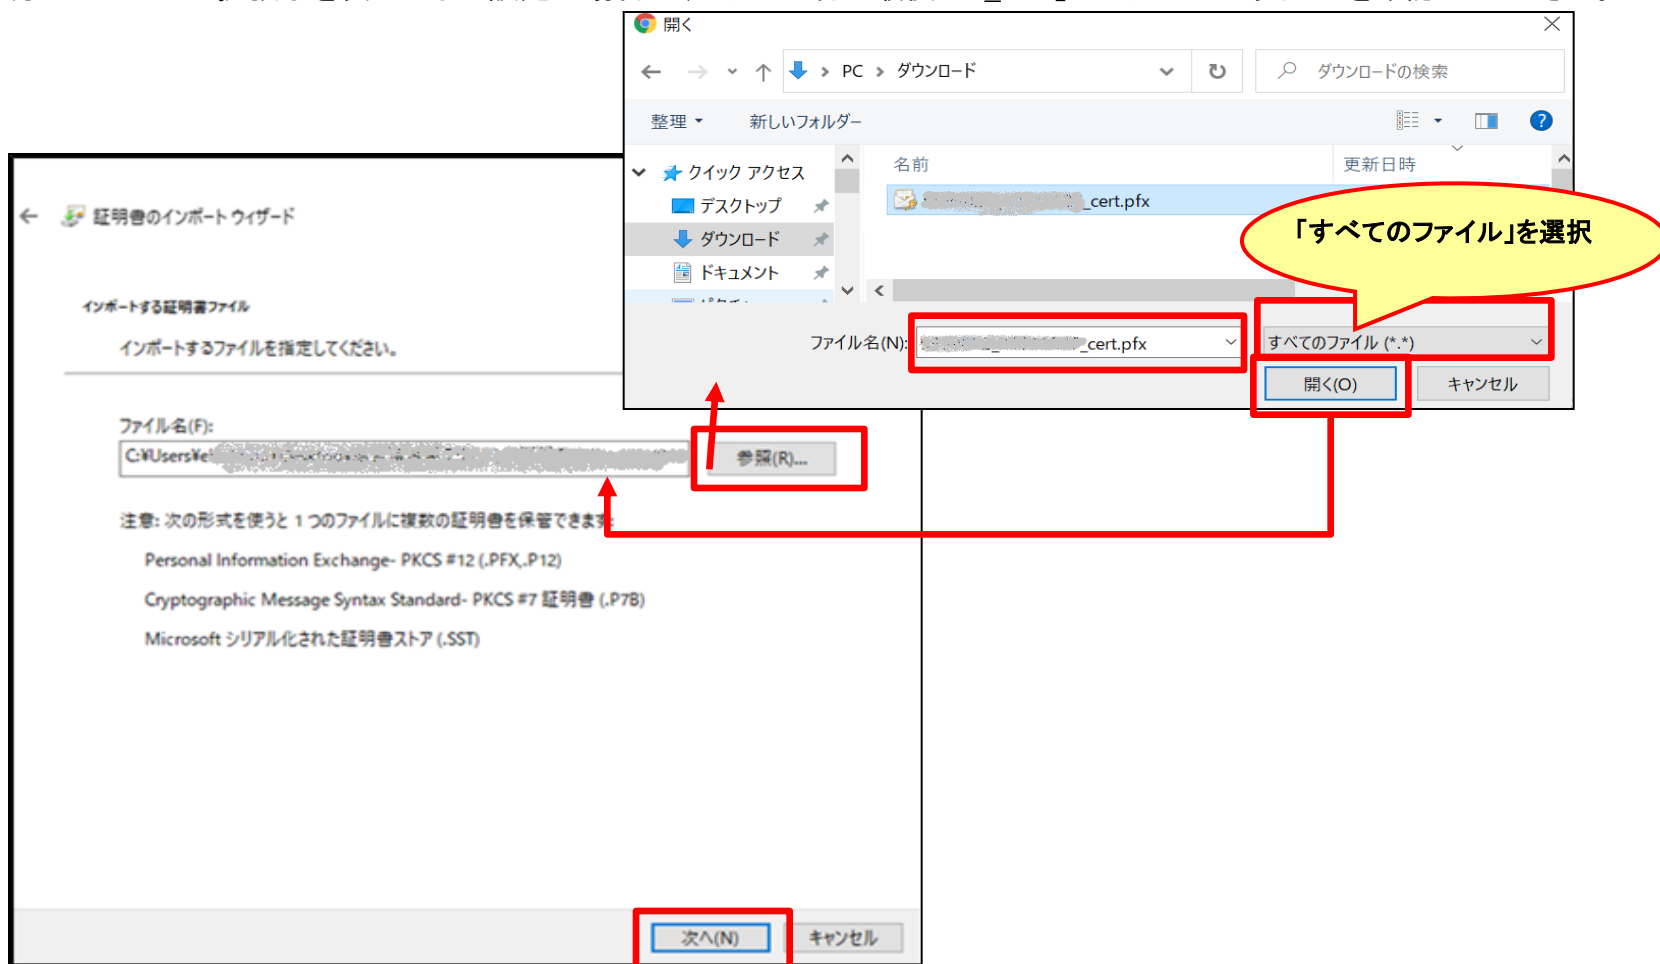 開く
PC > ダウンロード
ダウンロードの検索
整理
新しいフォルダー
クイック アクセス
名前
更新日時
デスクトップ
_cert.pfx
ダウンロード
ドキュメント
「すべてのファイル」を選択
ファイル名(N):
_cert.pfx
すべてのファイル (*.*)
開く(O)
キャンセル
証明書のインポート ウィザード
インポートする証明書ファイル
インポートするファイルを指定してください。
ファイル名(F):
C:¥Users¥e
参照(R)...
注意: 次の形式を使うと 1 つのファイルに複数の証明書を保管できます:
Personal Information Exchange- PKCS #12 (.PFX,.P12)
Cryptographic Message Syntax Standard- PKCS #7 証明書 (.P7B)
Microsoft シリアル化された証明書ストア (.SST)
次へ(N)
キャンセル